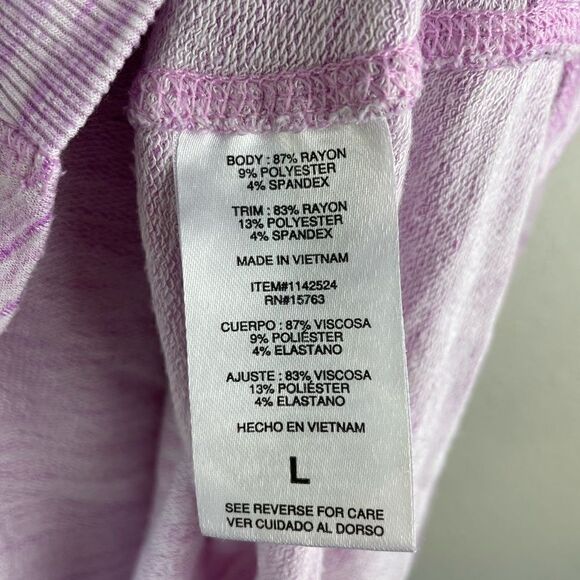 BODY : 87% RAYON
9% POLYESTER
4% SPANDEX
TRIM : 83% RAYON
13% POLYESTER
4% SPANDEX
MADE IN VIETNAM
ITEM#1142524
RN#15763
CUERPO : 87% VISCOSA
9% POLIÉSTER
4% ELASTANO
AJUSTE : 83% VISCOSA
13% POLIÉSTER
4% ELASTANO
HECHO EN VIETNAM
L
SEE REVERSE FOR CARE
VER CUIDADO AL DORSO